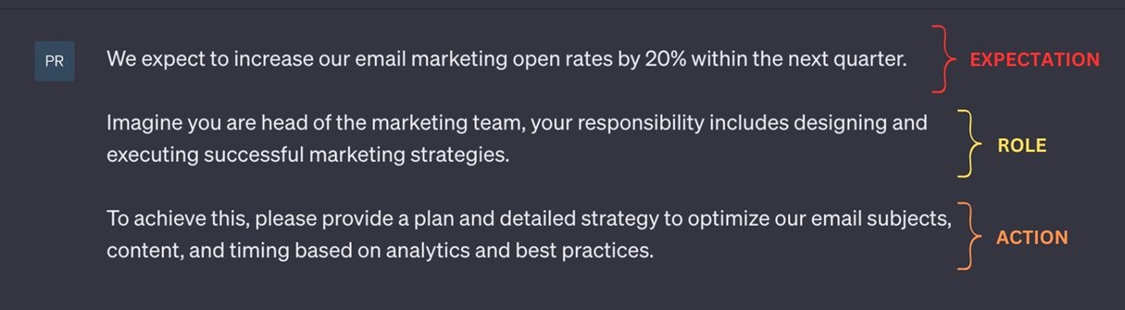 PR
We expect to increase our email marketing open rates by 20% within the next quarter.
EXPECTATION
Imagine you are head of the marketing team, your responsibility includes designing and
executing successful marketing strategies.
ROLE
To achieve this, please provide a plan and detailed strategy to optimize our email subjects,
content, and timing based on analytics and best practices.
ACTION